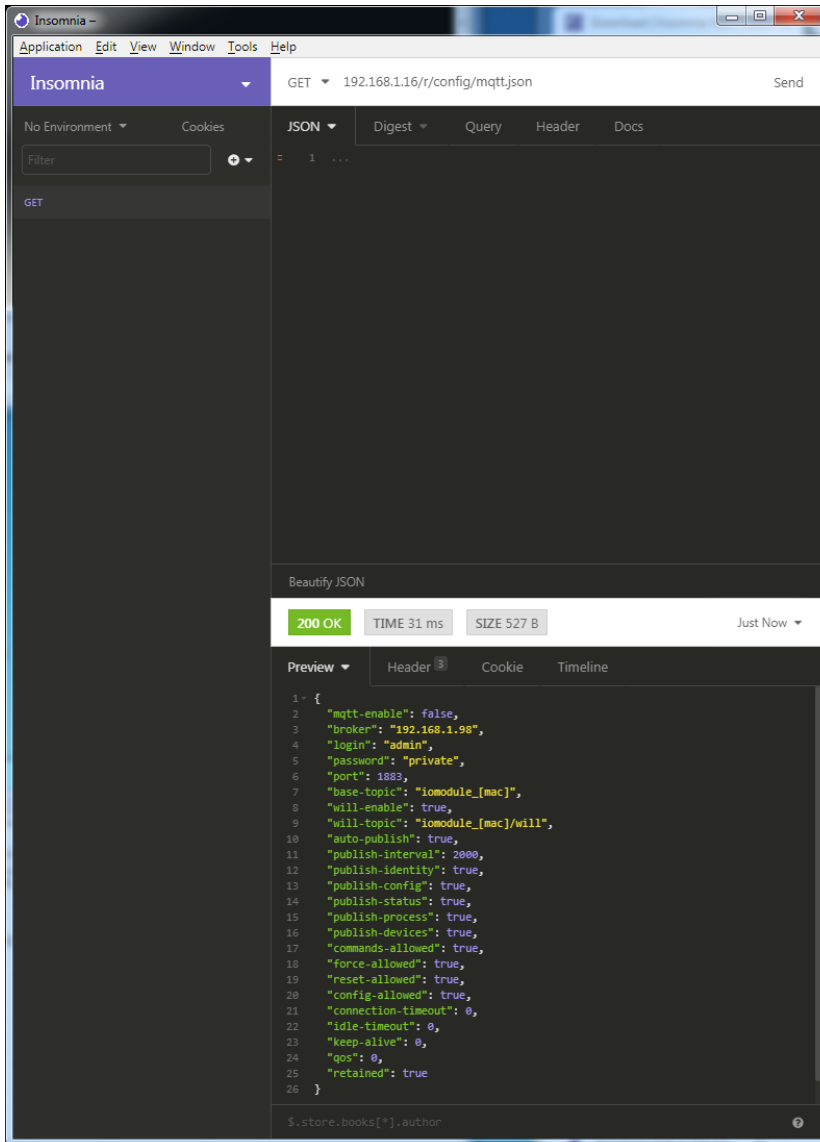 Insomnia –
Application Edit View Window Tools Help
Insomnia
GET 192.168.1.16/r/config/mqtt.json Send
No Environment Cookies
JSON Digest Query Header Docs
Filter
1 ...
GET
Beautify JSON
200 OK TIME 31 ms SIZE 527 B Just Now
Preview Header 3 Cookie Timeline
1 {
2 "mqtt-enable": false,
3 "broker": "192.168.1.98",
4 "login": "admin",
5 "password": "private",
6 "port": 1883,
7 "base-topic": "iomodule_[mac]",
8 "will-enable": true,
9 "will-topic": "iomodule_[mac]/will",
10 "auto-publish": true,
11 "publish-interval": 2000,
12 "publish-identity": true,
13 "publish-config": true,
14 "publish-status": true,
15 "publish-process": true,
16 "publish-devices": true,
17 "commands-allowed": true,
18 "force-allowed": true,
19 "reset-allowed": true,
20 "config-allowed": true,
21 "connection-timeout": 0,
22 "idle-timeout": 0,
23 "keep-alive": 0,
24 "qos": 0,
25 "retained": true
26 }
$.store.books[*].author